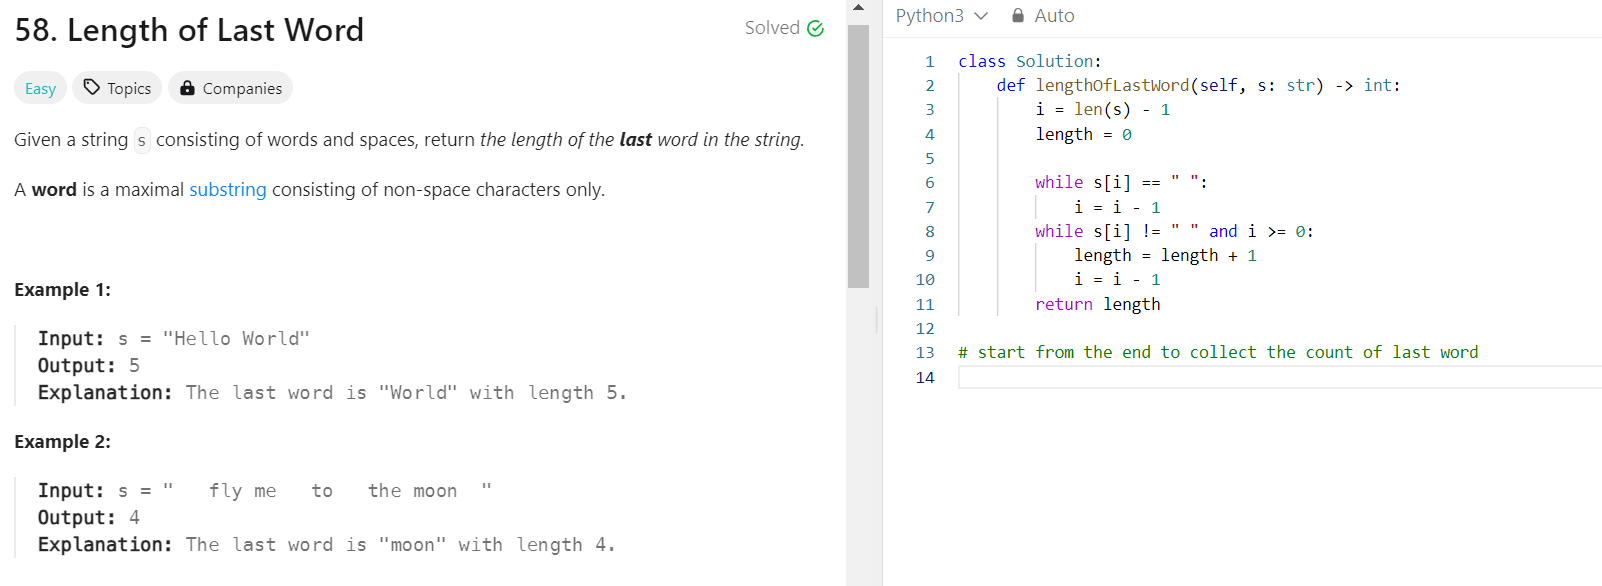 58. Length of Last Word
Solved
Easy Topics Companies
Given a string s consisting of words and spaces, return the length of the last word in the string.
A word is a maximal substring consisting of non-space characters only.
Example 1:
Input: s = "Hello World"
Output: 5
Explanation: The last word is "World" with length 5.
Example 2:
Input: s = "   fly me   to   the moon  "
Output: 4
Explanation: The last word is "moon" with length 4.
Python3 Auto
1 class Solution:
2     def lengthOfLastWord(self, s: str) -> int:
3         i = len(s) - 1
4         length = 0
5
6         while s[i] == " ":
7             i = i - 1
8         while s[i] != " " and i >= 0:
9             length = length + 1
10             i = i - 1
11         return length
12
13 # start from the end to collect the count of last word
14